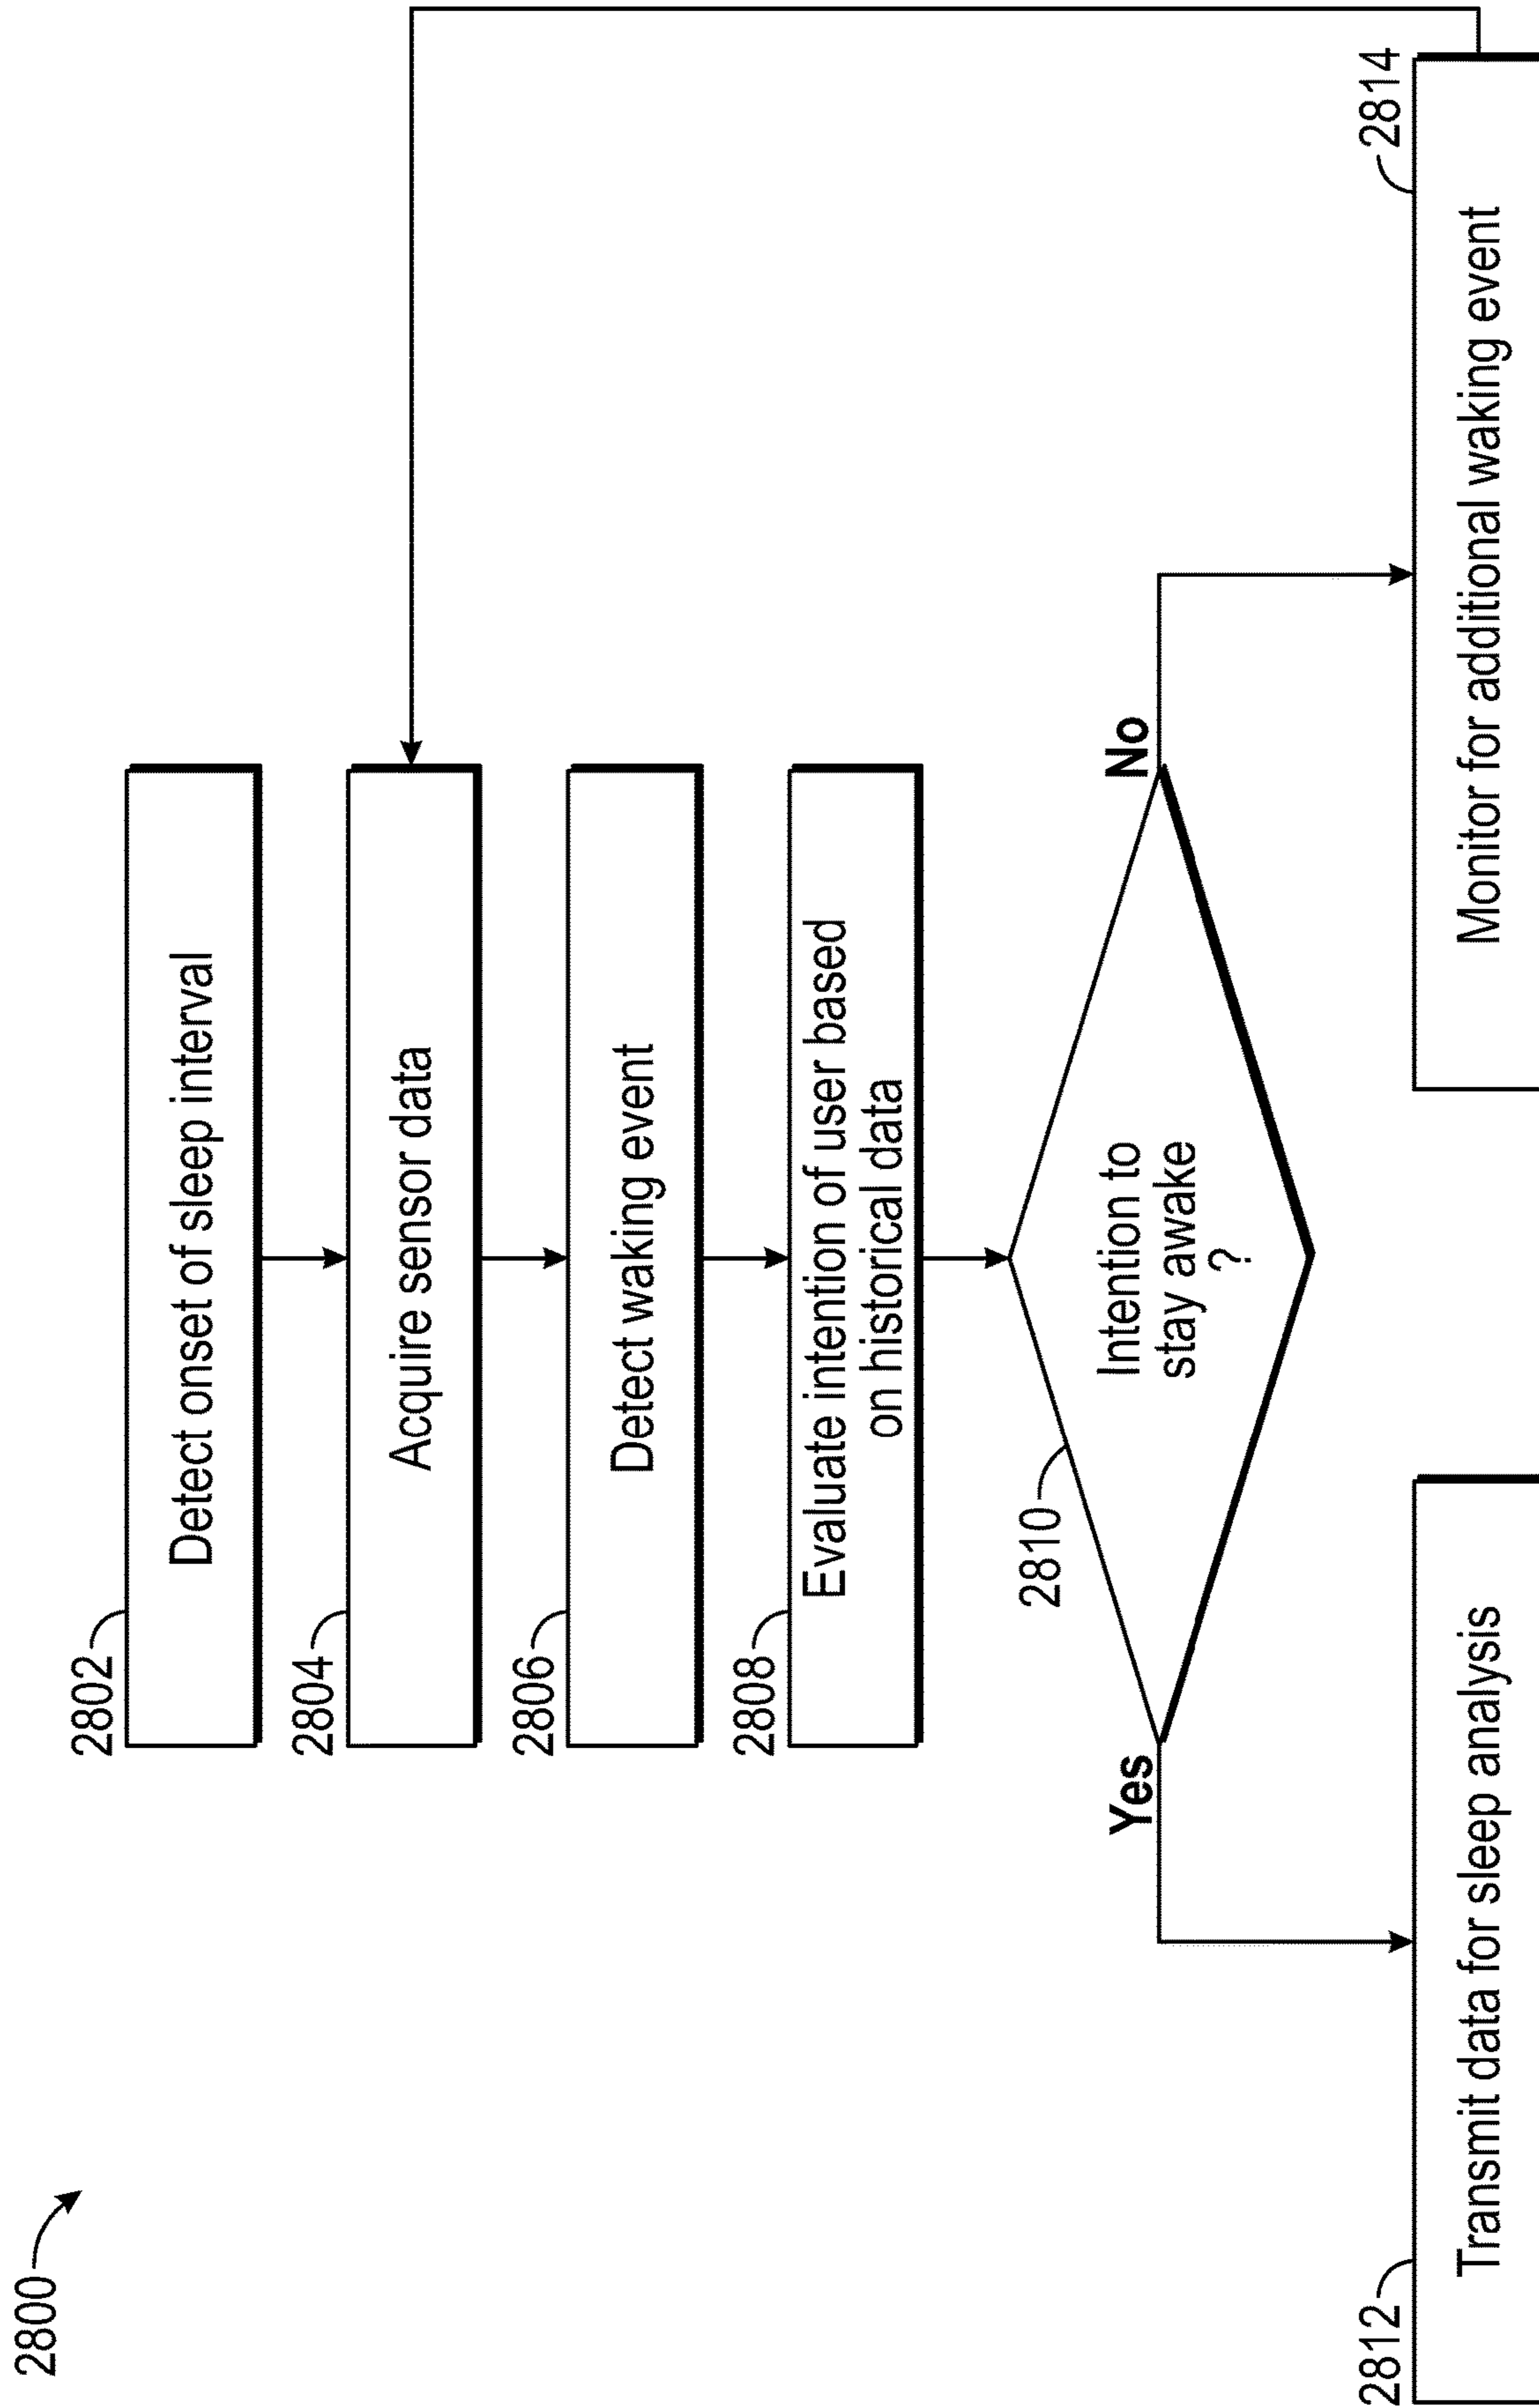 2800
2802
Detect onset of sleep interval
2804
Acquire sensor data
2806
Detect waking event
2808
Evaluate intention of user based
on historical data
2810
Intention to
stay awake
?
Yes
No
2812
Transmit data for sleep analysis
2814
Monitor for additional waking event